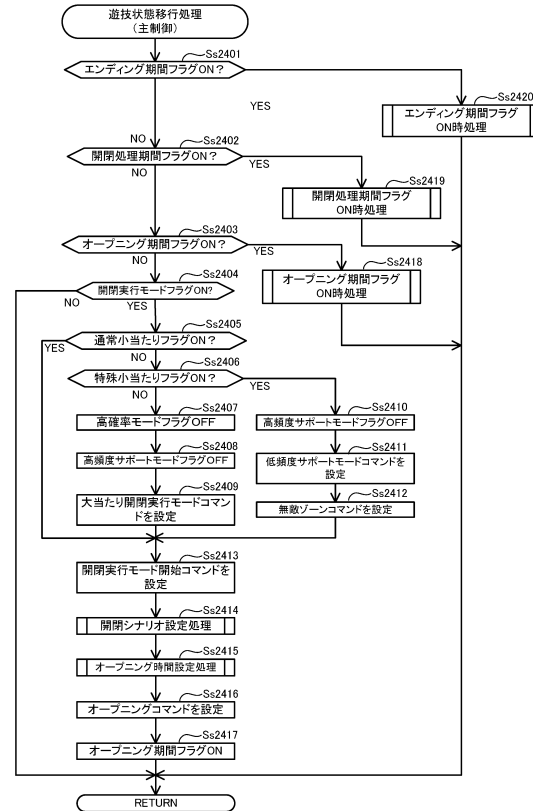 遊技状態移行処理
（主制御）
Ss2401
エンディング期間フラグON？
YES
Ss2420
エンディング期間フラグ
ON時処理
NO
Ss2402
開閉処理期間フラグON？
YES
NO
Ss2419
開閉処理期間フラグ
ON時処理
Ss2403
オープニング期間フラグON？
YES
NO
Ss2418
オープニング期間フラグ
ON時処理
Ss2404
開閉実行モードフラグON?
NO
YES
Ss2405
通常小当たりフラグON？
YES
NO
Ss2406
特殊小当たりフラグON？
YES
NO
Ss2407
高確率モードフラグOFF
Ss2408
高頻度サポートモードフラグOFF
Ss2409
大当たり開閉実行モードコマン
ドを設定
Ss2410
高頻度サポートモードフラグOFF
Ss2411
低頻度サポートモードコマンドを
設定
Ss2412
無敵ゾーンコマンドを設定
Ss2413
開閉実行モード開始コマンドを
設定
Ss2414
開閉シナリオ設定処理
Ss2415
オープニング時間設定処理
Ss2416
オープニングコマンドを設定
Ss2417
オープニング期間フラグON
RETURN